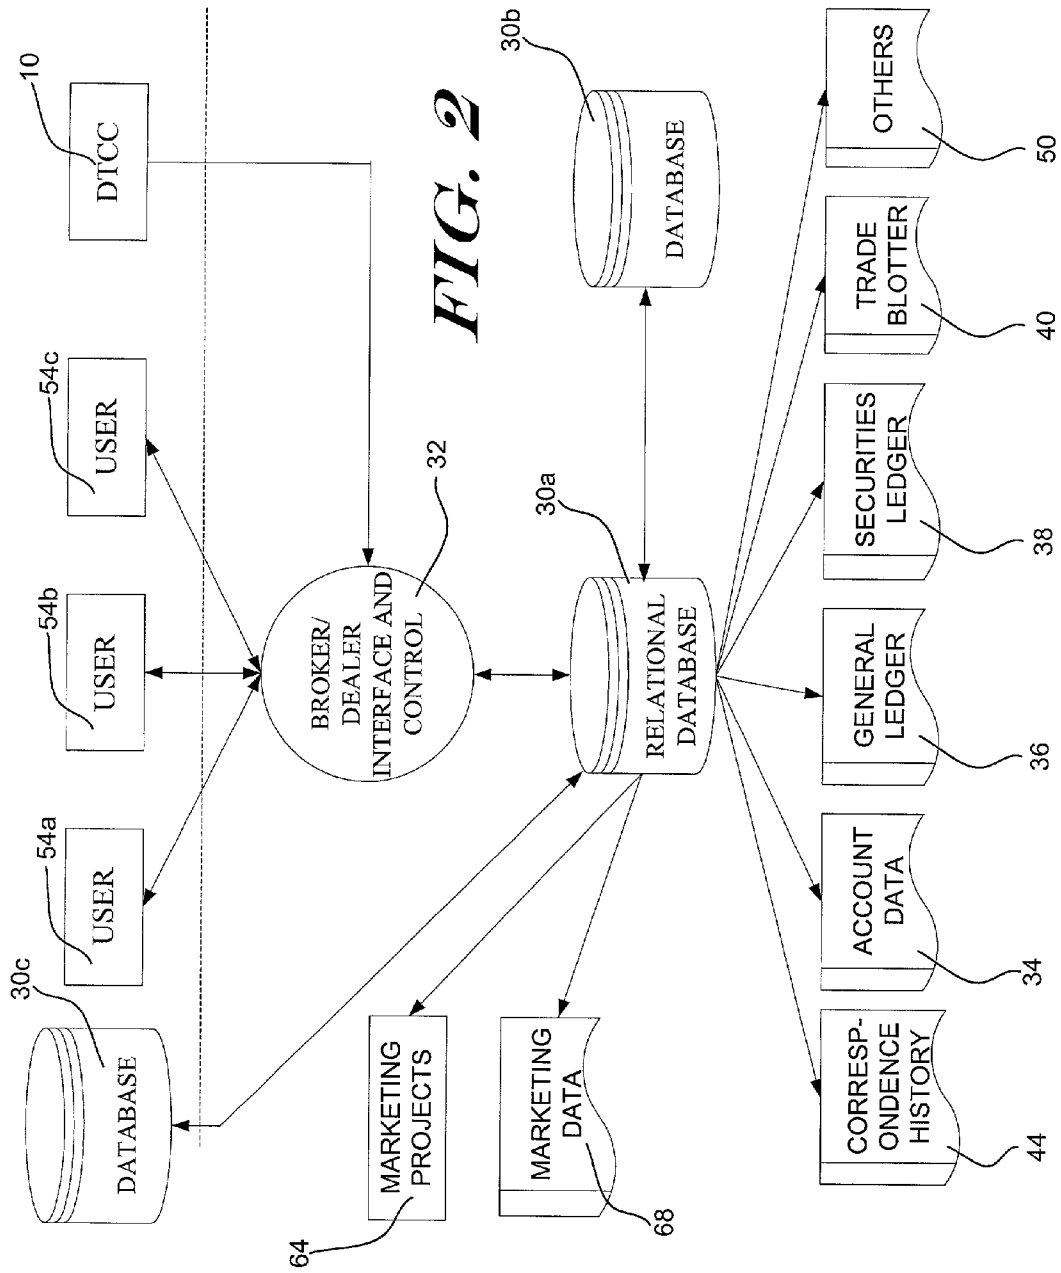 30c
DATABASE
54a
USER
54b
USER
54c
USER
10
DTCC
BROKER/
DEALER
INTERFACE AND
CONTROL
32
FIG. 2
64
MARKETING
PROJECTS
MARKETING
DATA
68
30a
RELATIONAL
DATABASE
30b
DATABASE
CORRESP-
ONDENCE
HISTORY
44
ACCOUNT
DATA
34
GENERAL
LEDGER
36
SECURITIES
LEDGER
38
TRADE
BLOTTER
40
OTHERS
50